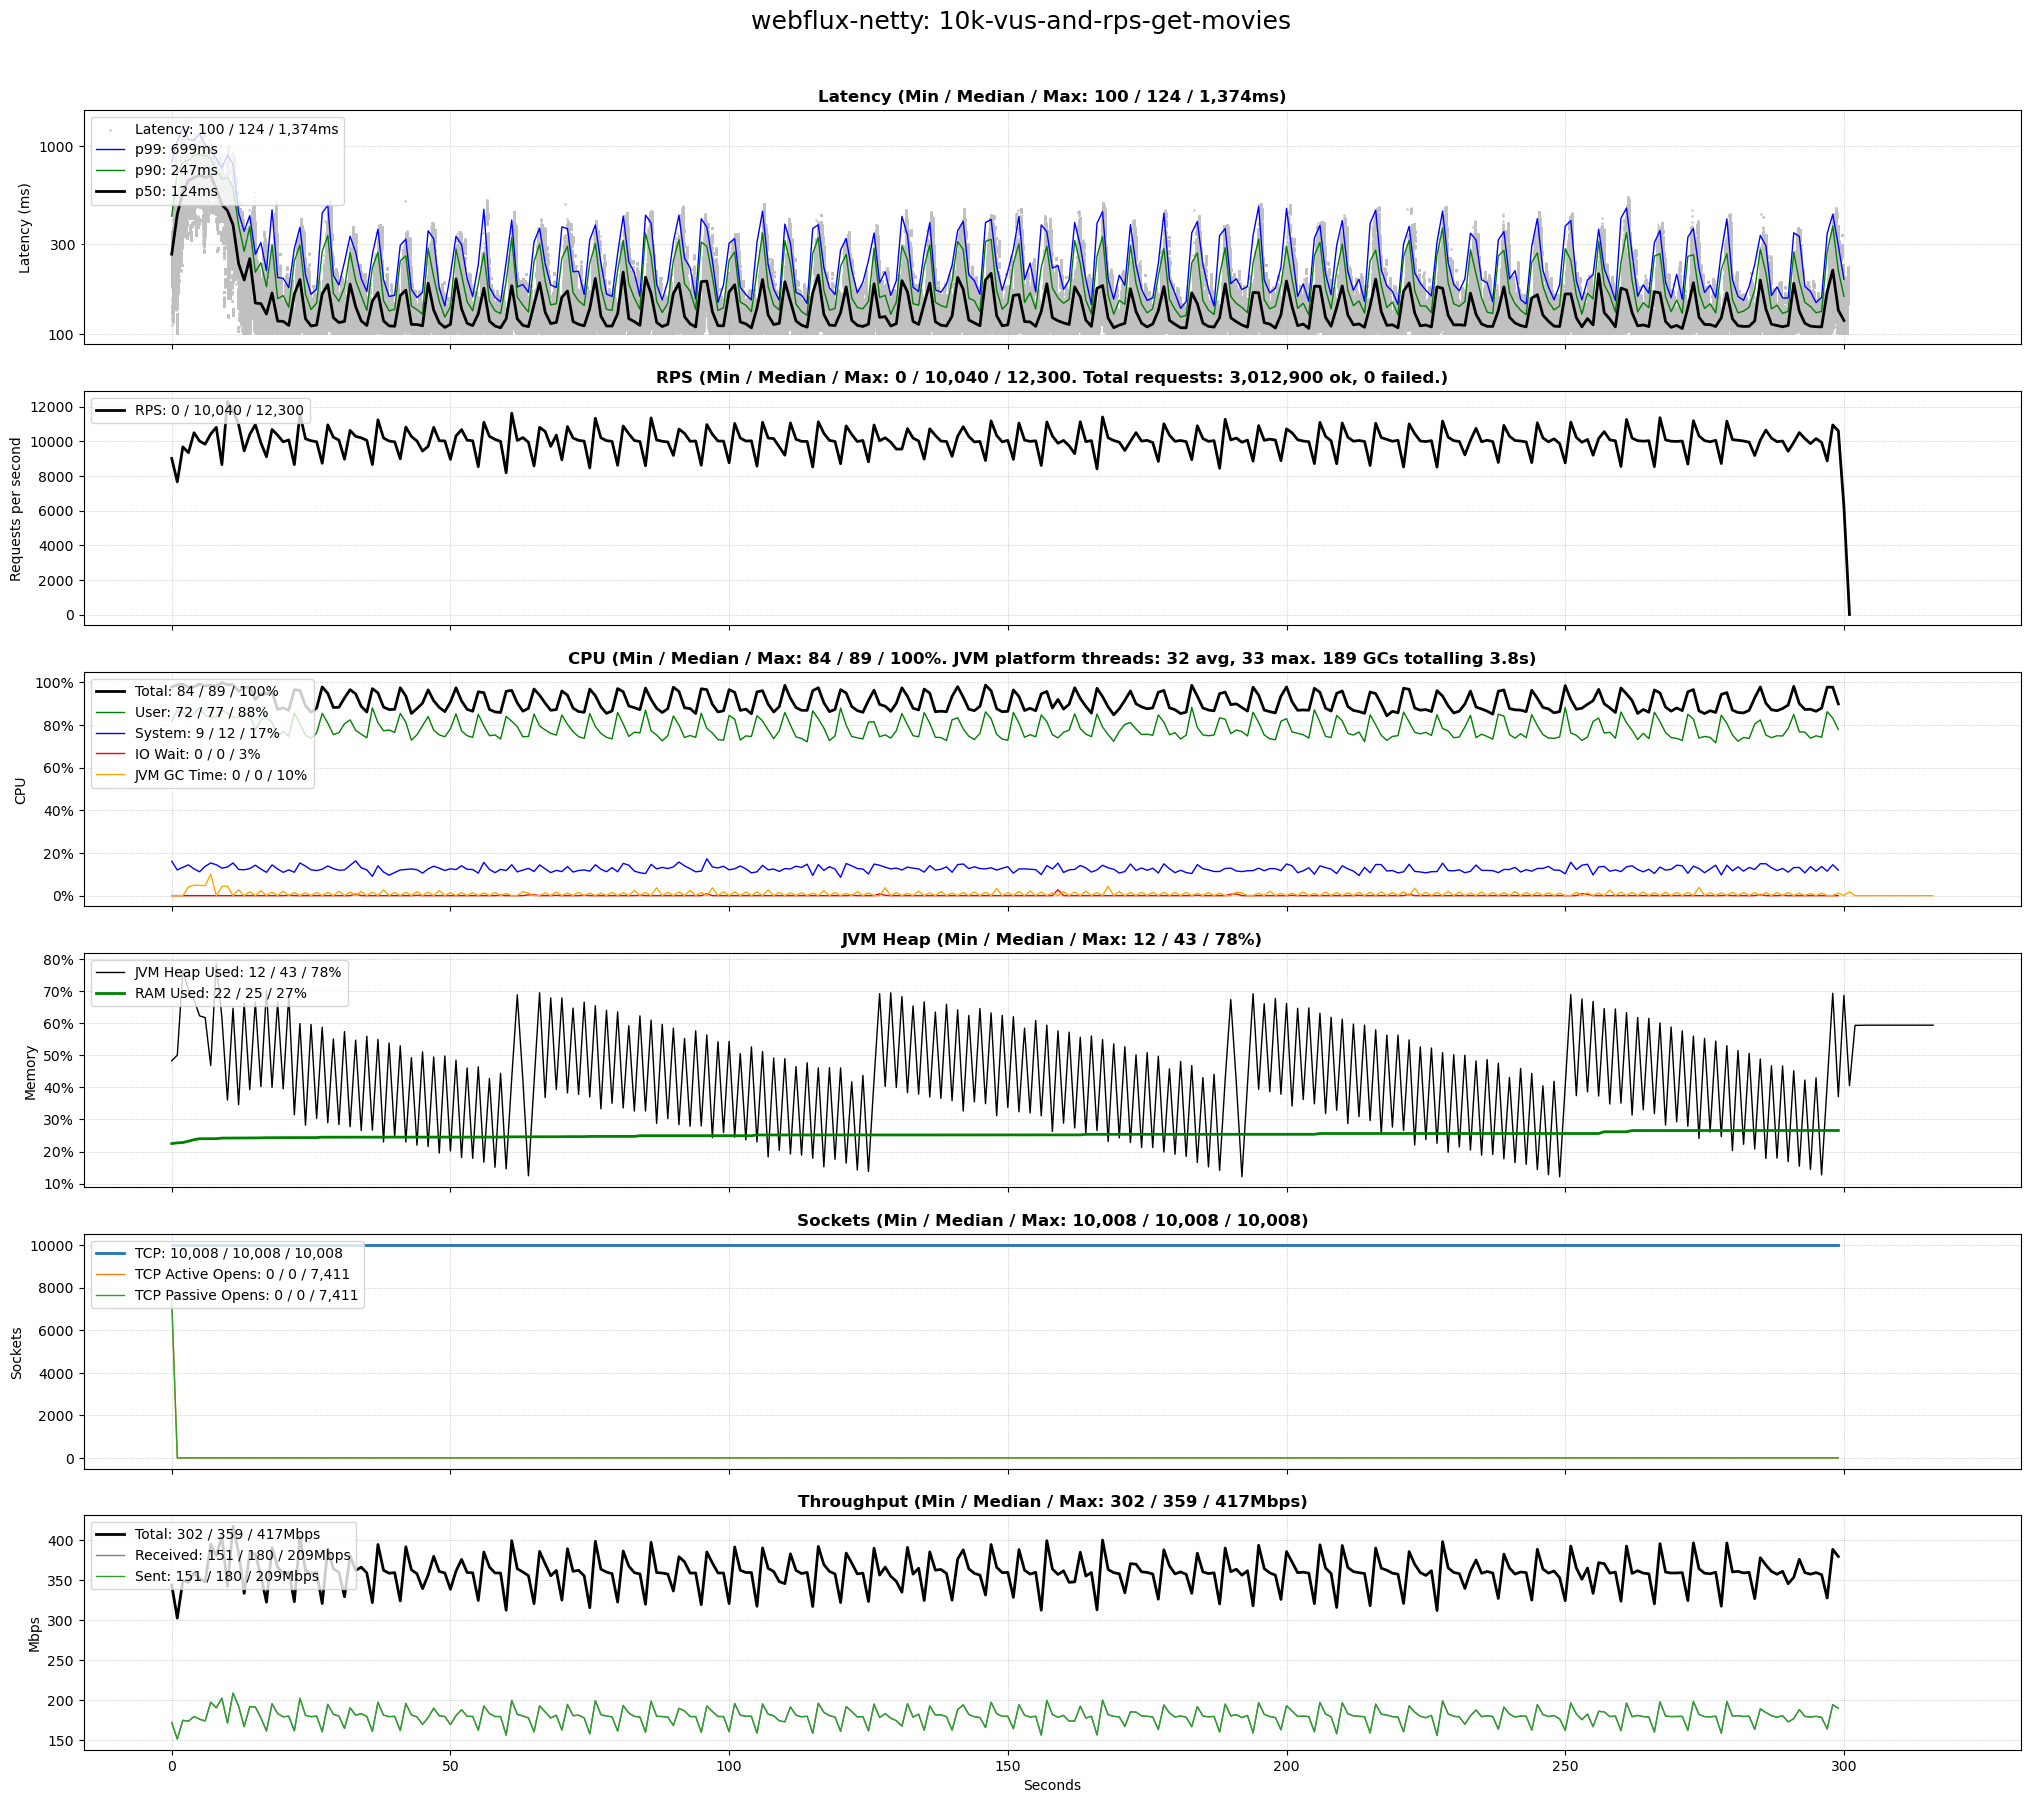 webflux-netty: 10k-vus-and-rps-get-movies
Latency (Min / Median / Max: 100 / 124 / 1,374ms)
Latency (ms)
1000
300
100
Latency: 100 / 124 / 1,374ms
p99: 699ms
p90: 247ms
p50: 124ms
RPS (Min / Median / Max: 0 / 10,040 / 12,300. Total requests: 3,012,900 ok, 0 failed.)
Requests per second
12000
10000
8000
6000
4000
2000
0
RPS: 0 / 10,040 / 12,300
CPU (Min / Median / Max: 84 / 89 / 100%. JVM platform threads: 32 avg, 33 max. 189 GCs totalling 3.8s)
CPU
100%
80%
60%
40%
20%
0%
Total: 84 / 89 / 100%
User: 72 / 77 / 88%
System: 9 / 12 / 17%
IO Wait: 0 / 0 / 3%
JVM GC Time: 0 / 0 / 10%
JVM Heap (Min / Median / Max: 12 / 43 / 78%)
Memory
80%
70%
60%
50%
40%
30%
20%
10%
JVM Heap Used: 12 / 43 / 78%
RAM Used: 22 / 25 / 27%
Sockets (Min / Median / Max: 10,008 / 10,008 / 10,008)
Sockets
10000
8000
6000
4000
2000
0
TCP: 10,008 / 10,008 / 10,008
TCP Active Opens: 0 / 0 / 7,411
TCP Passive Opens: 0 / 0 / 7,411
Throughput (Min / Median / Max: 302 / 359 / 417Mbps)
Mbps
400
350
300
250
200
150
Total: 302 / 359 / 417Mbps
Received: 151 / 180 / 209Mbps
Sent: 151 / 180 / 209Mbps
0 50 100 150 200 250 300
Seconds